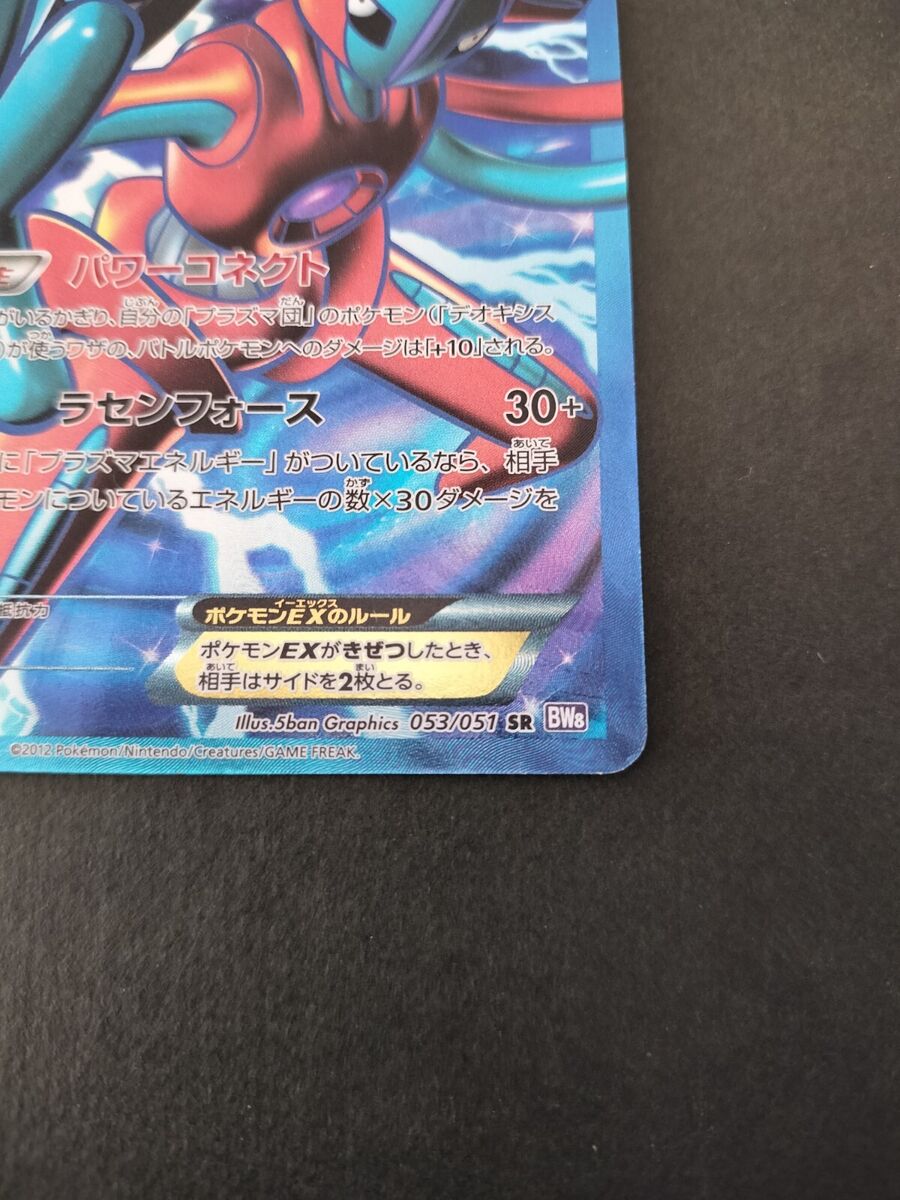 パワーコネクト
がいるかぎり、自分の「プラズマ団」のポケモン(「デオキシス
)が使うワザの、バトルポケモンへのダメージは「+10」される。
ラセンフォース 30+
に「プラズマエネルギー」がついているなら、相手
モンについているエネルギーの数×30ダメージを
抵抗力
ポケモンEXのルール
ポケモンEXがきぜつしたとき、
相手はサイドを2枚とる。
Illus.5ban Graphics 053/051 SR BW8
©2012 Pokémon/Nintendo/Creatures/GAME FREAK.